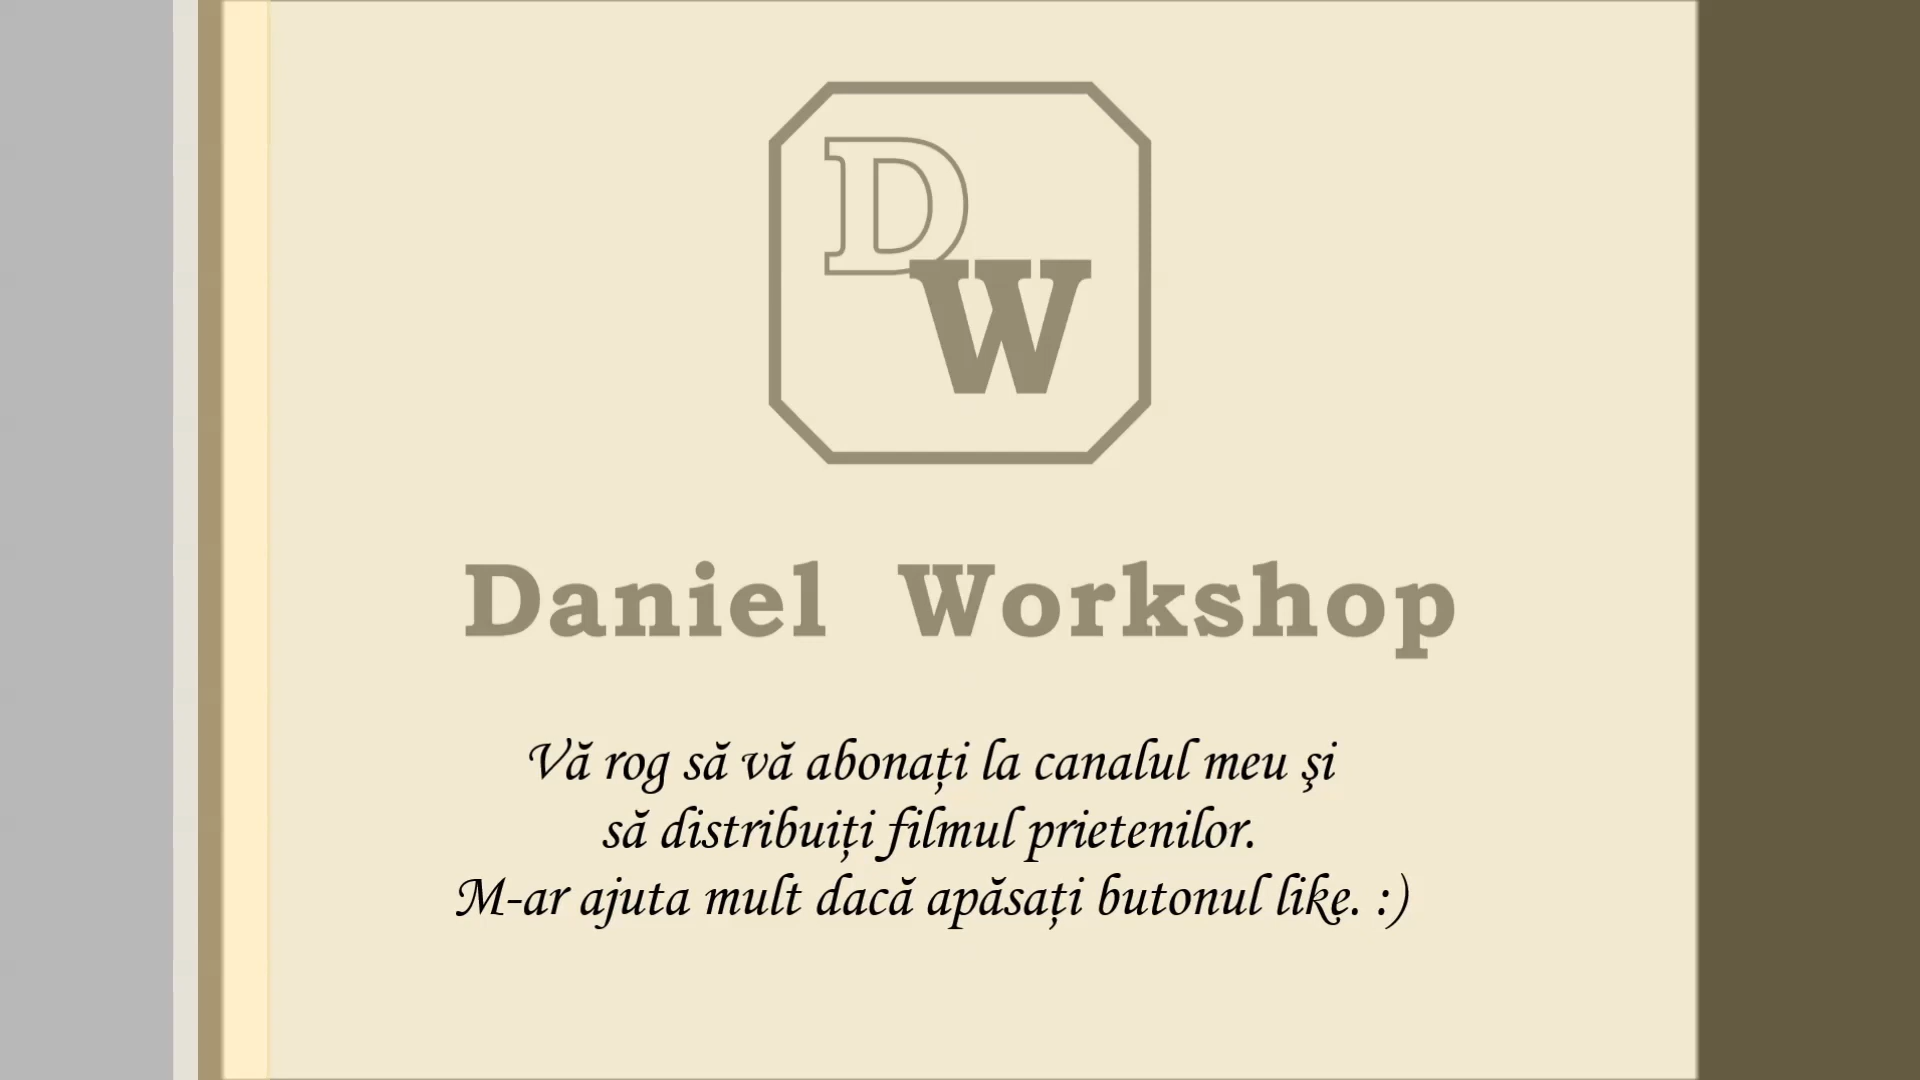 DW
Daniel Workshop
Vă rog să vă abonați la canalul meu şi
să distribuiți filmul prietenilor.
M-ar ajuta mult dacă apăsați butonul like. :)